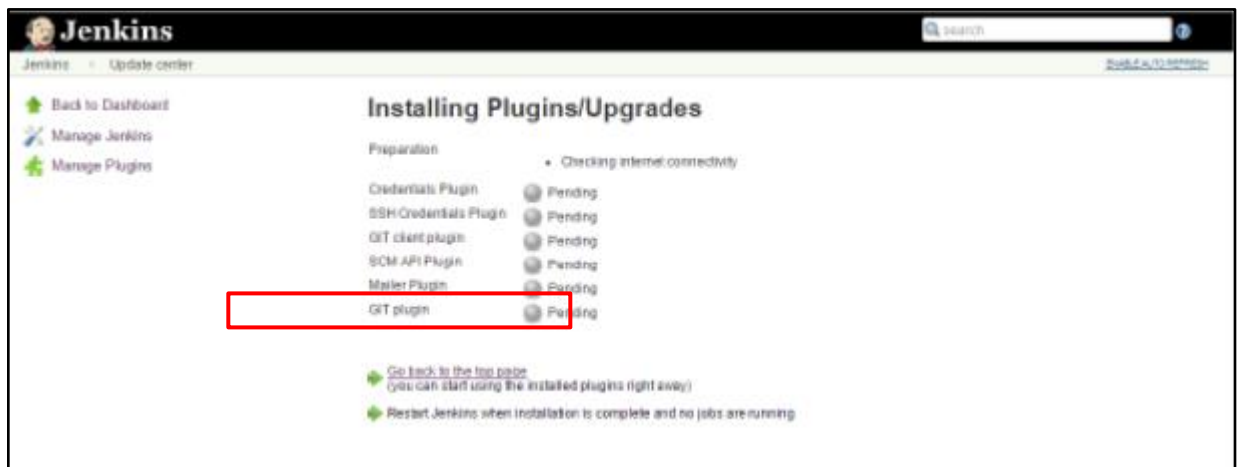 Jenkins
search
Jenkins
Update center
ENABLE AUTO REFRESH
Back to Dashboard
Manage Jenkins
Manage Plugins
Installing Plugins/Upgrades
Preparation
• Checking internet connectivity
Credentials Plugin Pending
SSH Credentials Plugin Pending
GIT client plugin Pending
SCM API Plugin Pending
Mailer Plugin Pending
GIT plugin Pending
Go back to the top page
(you can start using the installed plugins right away)
Restart Jenkins when installation is complete and no jobs are running